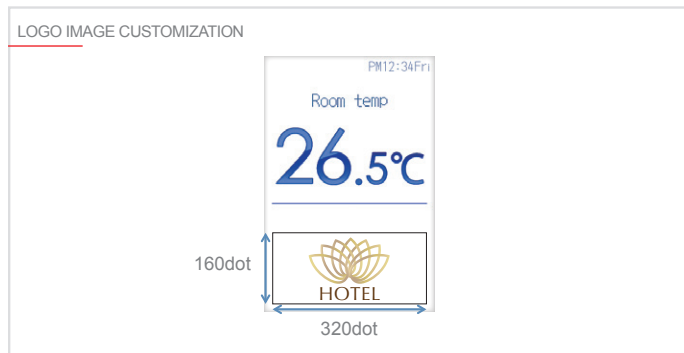 LOGO IMAGE CUSTOMIZATION
PM12:34Fri
Room temp
26.5°C
160dot
HOTEL
320dot